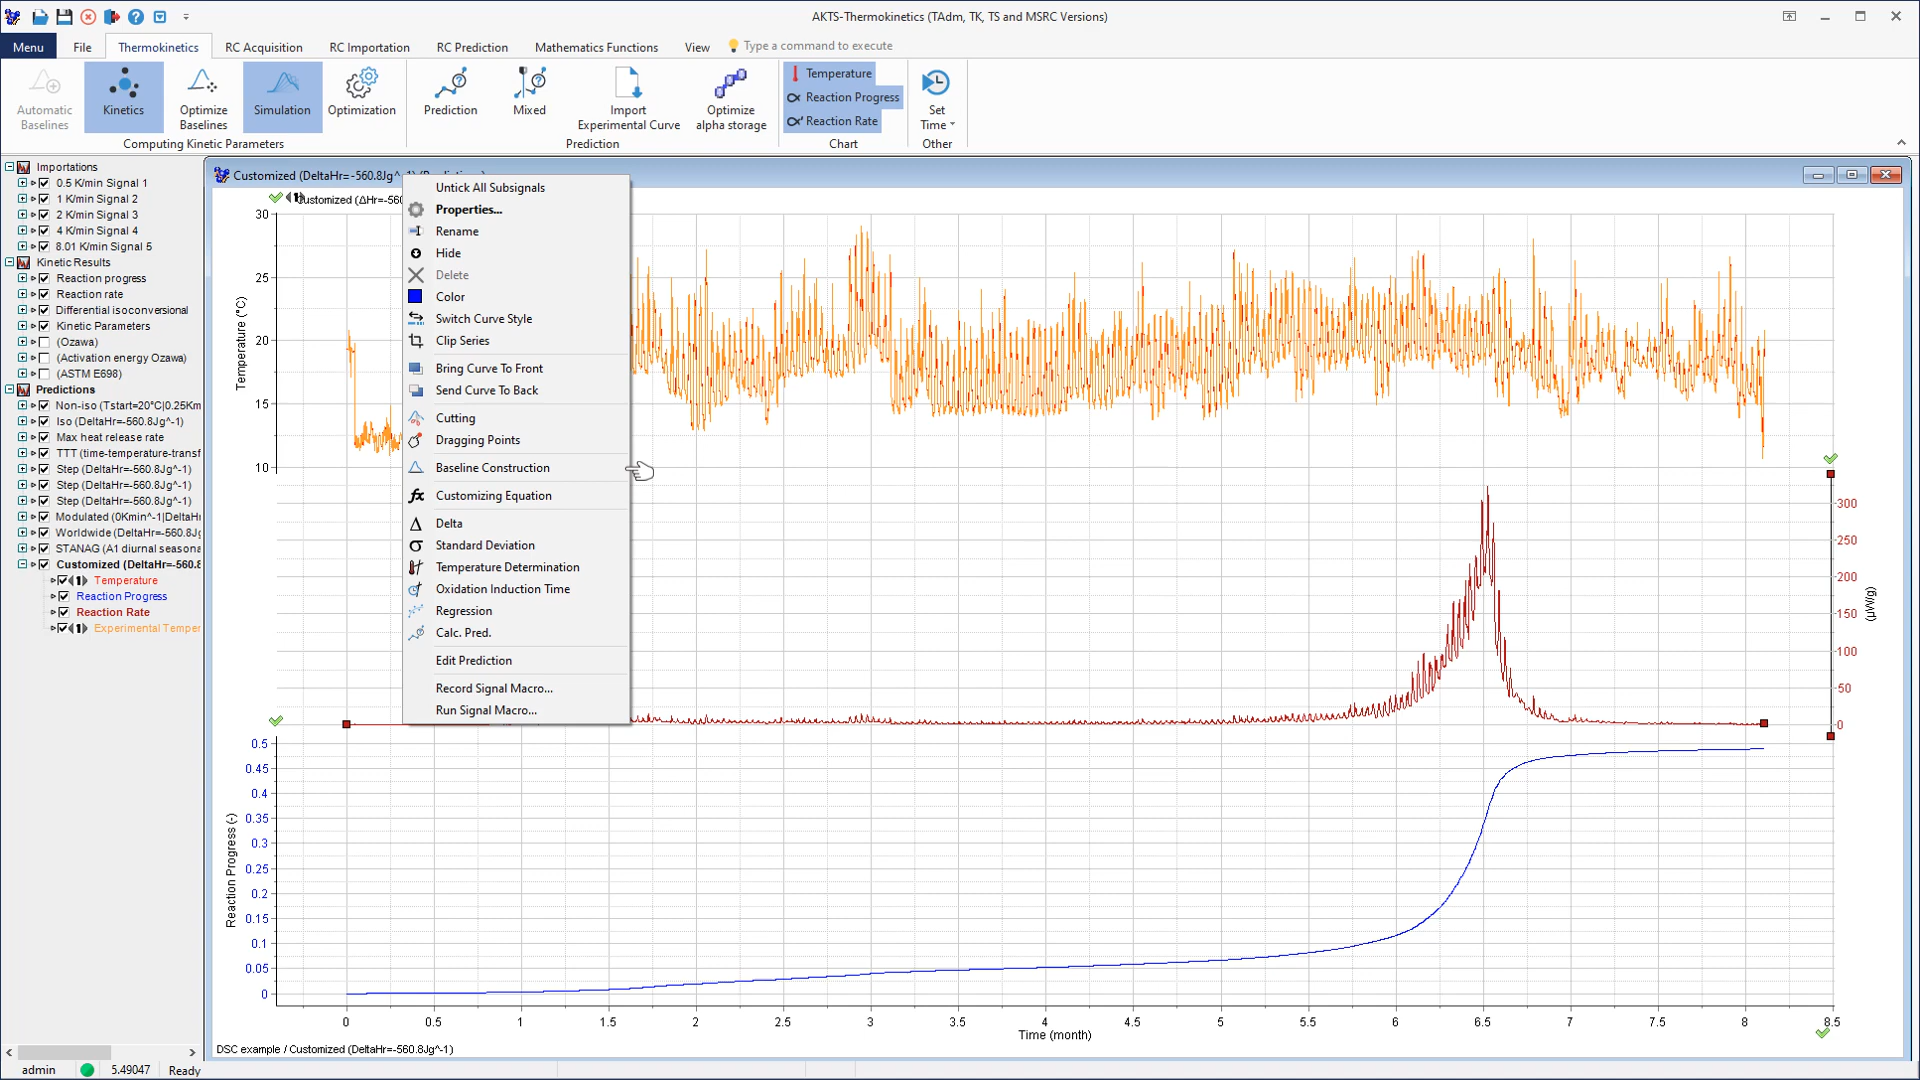 AKTS-Thermokinetics (TAdm, TK, TS and MSRC Versions)
Menu File Thermokinetics RC Acquisition RC Importation RC Prediction Mathematics Functions View Type a command to execute
Automatic Baselines
Kinetics
Optimize Baselines
Simulation
Optimization
Prediction
Mixed
Import Experimental Curve
Optimize alpha storage
Temperature
Reaction Progress
Reaction Rate
Set Time
Computing Kinetic Parameters
Prediction
Chart
Other
Importations
0.5 K/min Signal 1
1 K/min Signal 2
2 K/min Signal 3
4 K/min Signal 4
8.01 K/min Signal 5
Kinetic Results
Reaction progress
Reaction rate
Differential isoconversional
Kinetic Parameters
(Ozawa)
(Activation energy Ozawa)
(ASTM E698)
Predictions
Non-iso (Tstart=20°C|0.25Km
Iso (DeltaHr=-560.8Jg^-1)
Max heat release rate
TTT (time-temperature-transf
Step (DeltaHr=-560.8Jg^-1)
Step (DeltaHr=-560.8Jg^-1)
Step (DeltaHr=-560.8Jg^-1)
Modulated (0Kmin^-1|DeltaH
Worldwide (DeltaHr=-560.8Jg
STANAG (A1 diurnal seasona
Customized (DeltaHr=-560.8
1 Temperature
Reaction Progress
Reaction Rate
1 Experimental Temper
Customized (DeltaHr=-560.8Jg^
Customized (ΔHr=-560
Untick All Subsignals
Properties...
Rename
Hide
Delete
Color
Switch Curve Style
Clip Series
Bring Curve To Front
Send Curve To Back
Cutting
Dragging Points
Baseline Construction
fx Customizing Equation
Δ Delta
σ Standard Deviation
Temperature Determination
Oxidation Induction Time
Regression
Calc. Pred.
Edit Prediction
Record Signal Macro...
Run Signal Macro...
30
25
20
15
10
Temperature (°C)
300
250
200
150
100
50
0
(µW/g)
0.5
0.45
0.4
0.35
0.3
0.25
0.2
0.15
0.1
0.05
0
Reaction Progress (-)
0 0.5 1 1.5 2 2.5 3 3.5 4 4.5 5 5.5 6 6.5 7 7.5 8 8.5
Time (month)
DSC example / Customized (DeltaHr=-560.8Jg^-1)
admin 5.49047 Ready